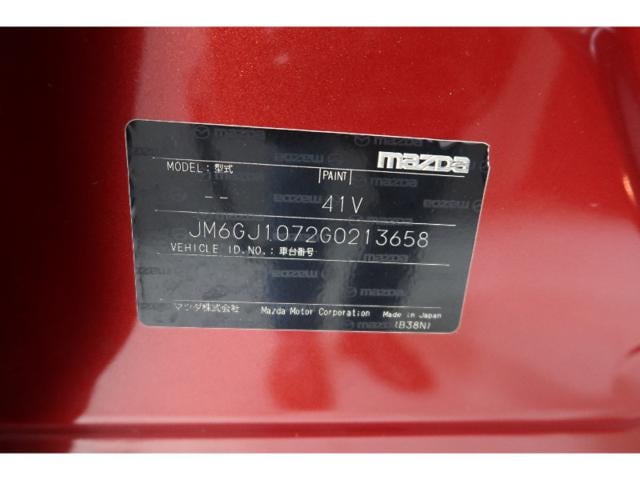 mazda
MODEL: 型式 PAINT
-- 41V
JM6GJ1072G0213658
VEHICLE ID.NO.: 車台番号
マツダ株式会社 Mazda Motor Corporation Made in Japan
(B38N)